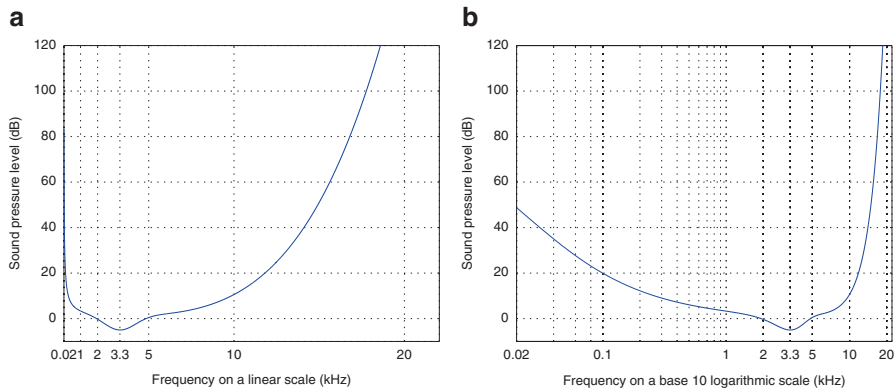 a
120
100
80
60
40
20
0
Sound pressure level (dB)
0.021 2 3.3 5 10 20
Frequency on a linear scale (kHz)
b
120
100
80
60
40
20
0
Sound pressure level (dB)
0.02 0.1 1 2 3.3 5 10 20
Frequency on a base 10 logarithmic scale (kHz)